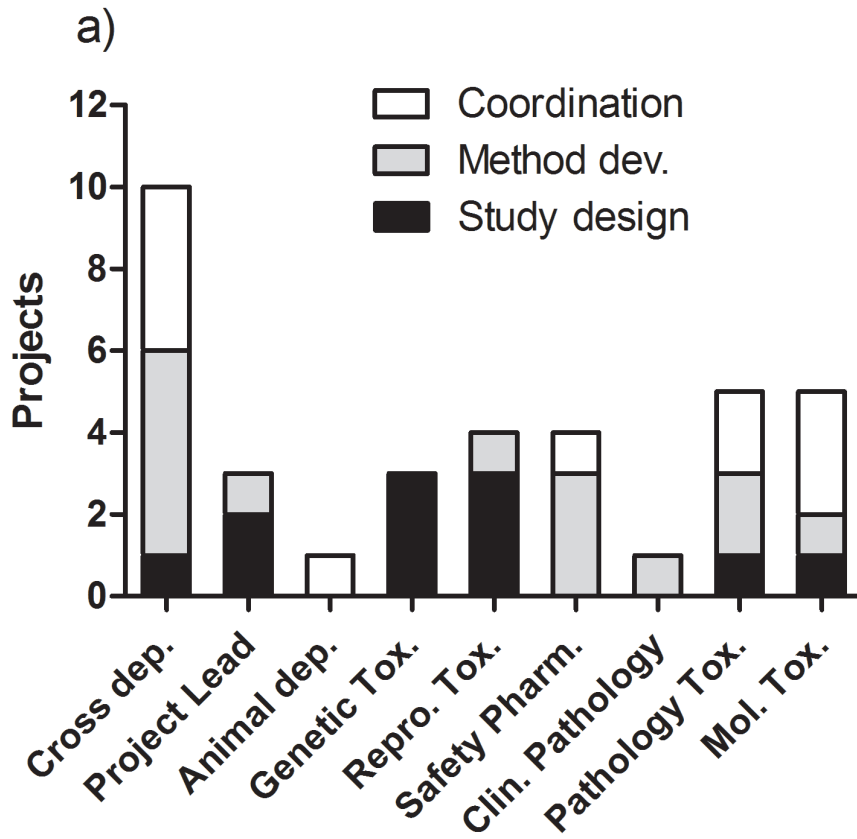 a)
Coordination
Method dev.
Study design
Projects
12
10
8
6
4
2
0
Cross dep.
Project Lead
Animal dep.
Genetic Tox.
Repro. Tox.
Safety Pharm.
Clin. Pathology
Pathology Tox.
Mol. Tox.